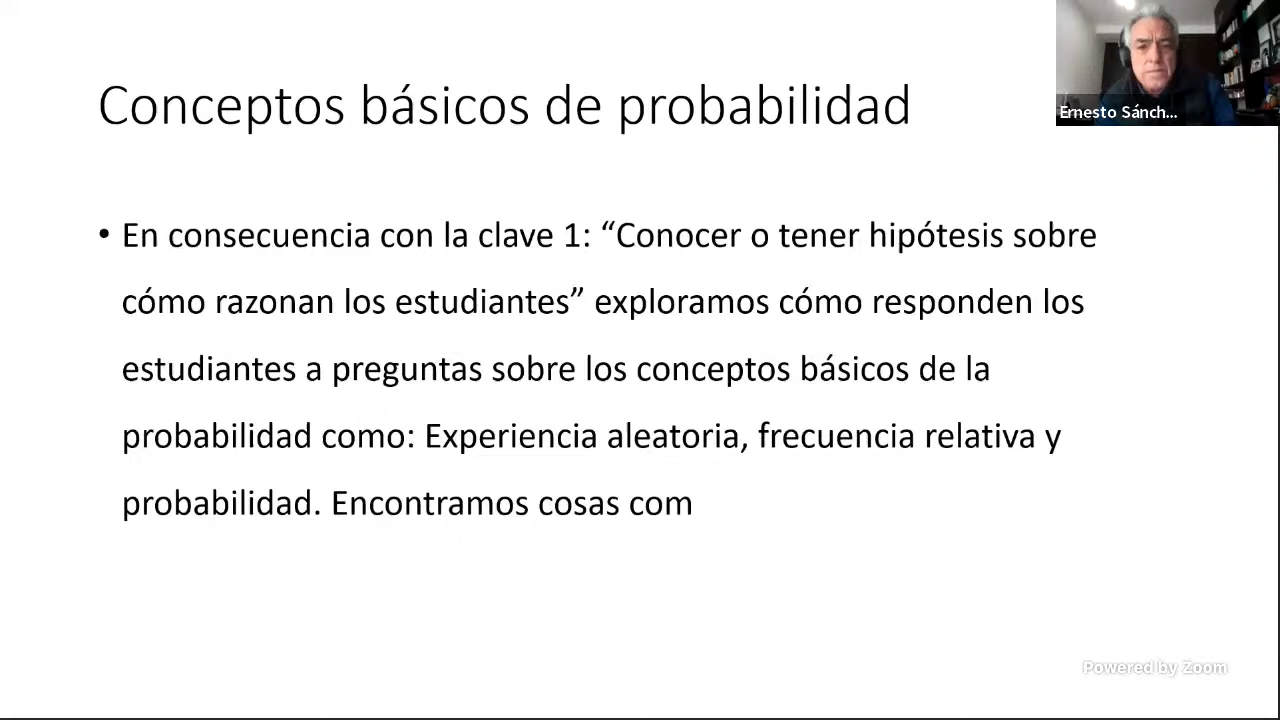 Conceptos básicos de probabilidad
Ernesto Sánch...
• En consecuencia con la clave 1: “Conocer o tener hipótesis sobre
cómo razonan los estudiantes” exploramos cómo responden los
estudiantes a preguntas sobre los conceptos básicos de la
probabilidad como: Experiencia aleatoria, frecuencia relativa y
probabilidad. Encontramos cosas com
Powered by Zoom